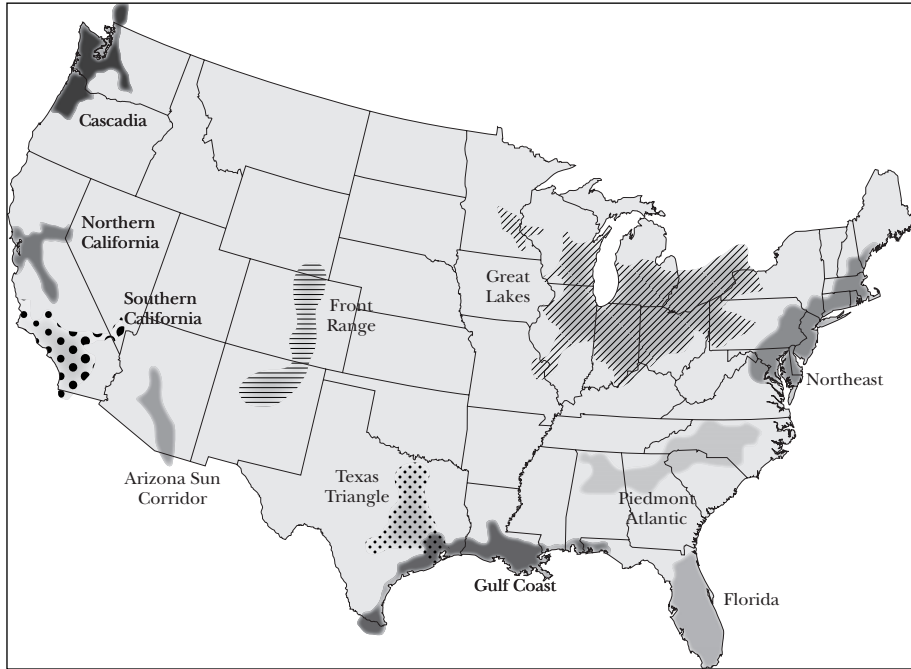 Cascadia
Northern
California
Southern
California
Front
Range
Great
Lakes
Northeast
Arizona Sun
Corridor
Texas
Triangle
Piedmont
Atlantic
Gulf Coast
Florida